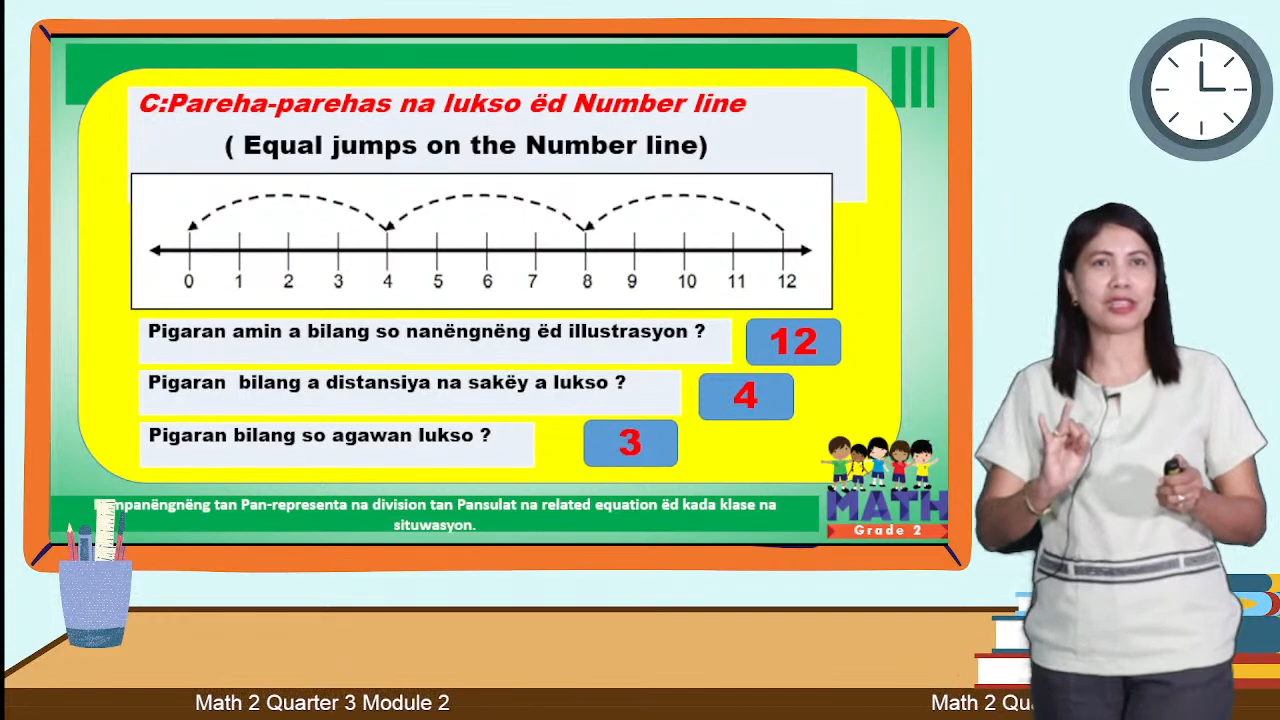 C:Pareha-parehas na lukso ëd Number line
( Equal jumps on the Number line)
0 1 2 3 4 5 6 7 8 9 10 11 12
Pigaran amin a bilang so nanëngnëng ëd illustrasyon ?
12
Pigaran bilang a distansiya na sakëy a lukso ?
4
Pigaran bilang so agawan lukso ?
3
tan Pan-representa na division tan Pansulat na related equation ëd kada klase na
situwasyon.
MATH
Grade 2
Math 2 Quarter 3 Module 2
Math 2